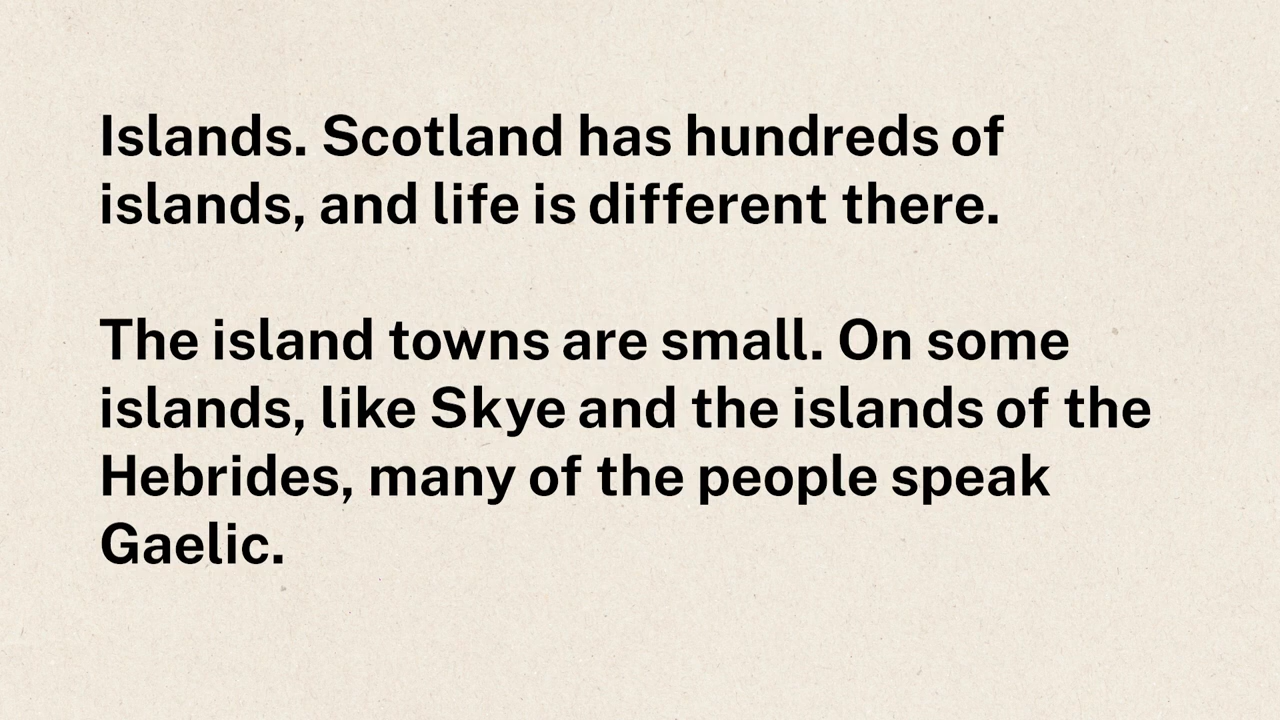 Islands. Scotland has hundreds of
islands, and life is different there.
The island towns are small. On some
islands, like Skye and the islands of the
Hebrides, many of the people speak
Gaelic.